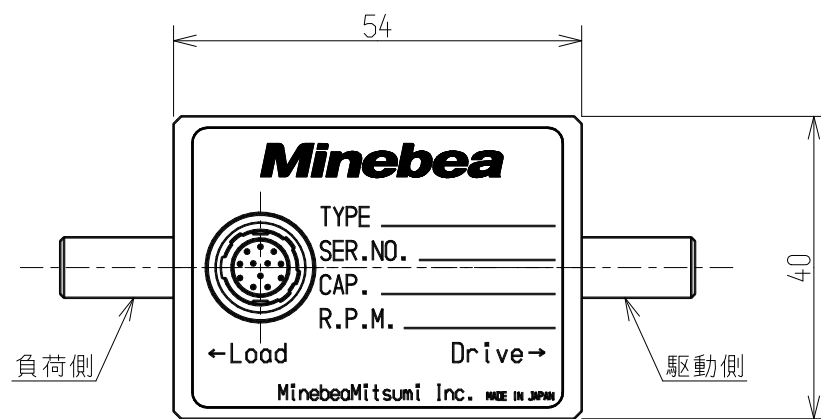 54
Minebea
TYPE
SER.NO.
CAP.
R.P.M.
40
←Load Drive→
負荷側
駆動側
MinebeaMitsumi Inc. MADE IN JAPAN